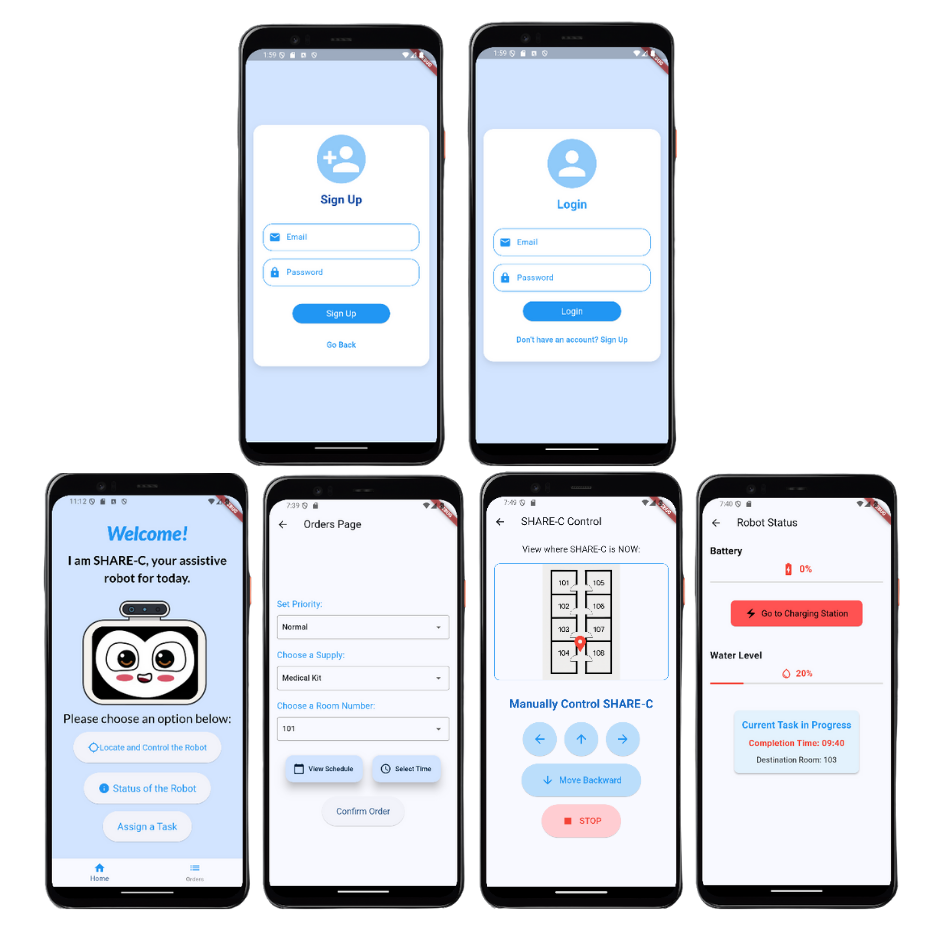 1:59
Sign Up
Email
Password
Sign Up
Go Back
1:59
Login
Email
Password
Login
Don't have an account? Sign Up
11:12
Welcome!
I am SHARE-C, your assistive
robot for today.
Please choose an option below:
Locate and Control the Robot
Status of the Robot
Assign a Task
Home
Orders
7:39
Orders Page
Set Priority:
Normal
Choose a Supply:
Medical Kit
Choose a Room Number:
101
View Schedule
Select Time
Confirm Order
7:49
SHARE-C Control
View where SHARE-C is NOW:
101 105
102 106
103 107
104 108
Manually Control SHARE-C
Move Backward
STOP
7:40
Robot Status
Battery
0%
Go to Charging Station
Water Level
20%
Current Task in Progress
Completion Time: 09:40
Destination Room: 103